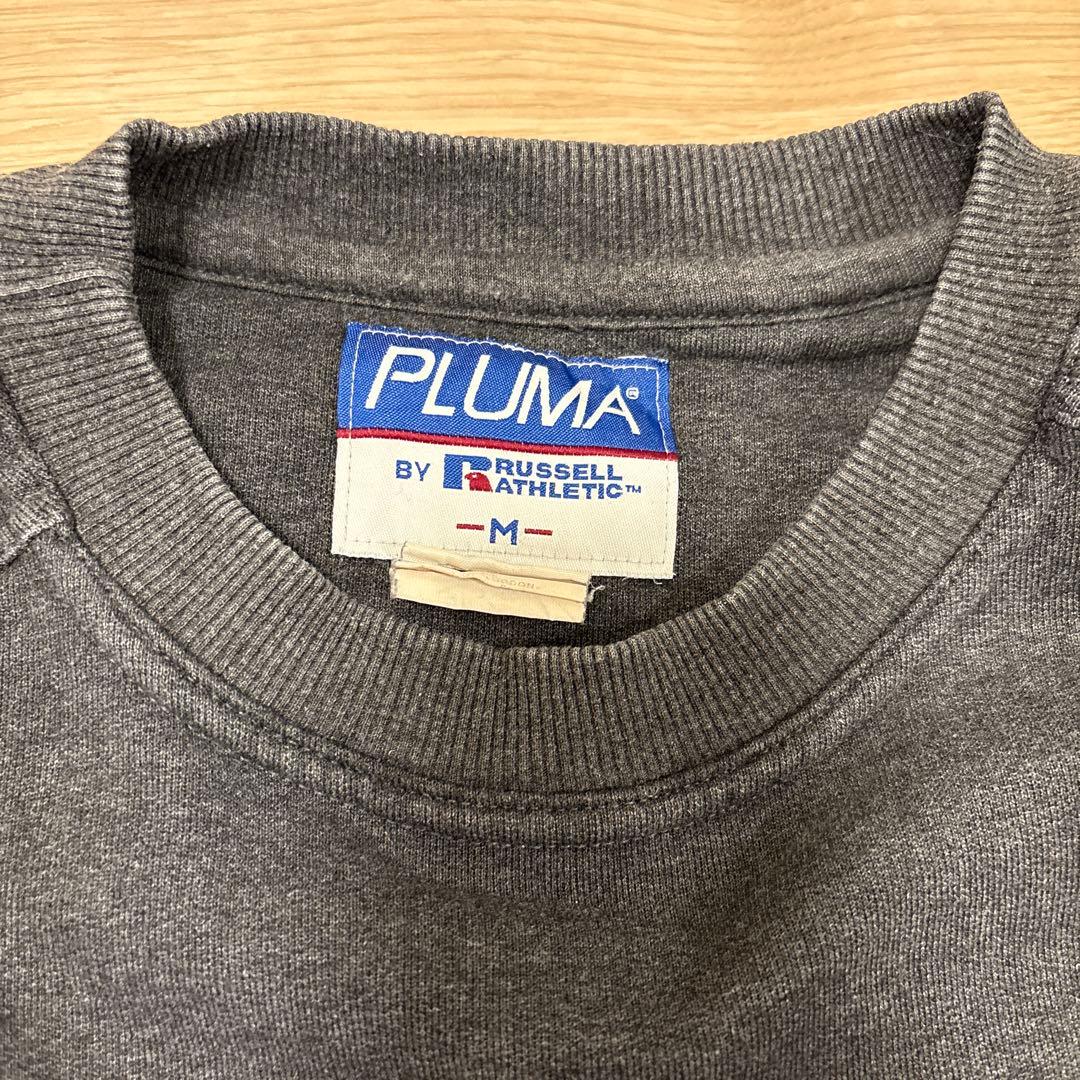 PLUMA®
BY RUSSELL
ATHLETIC™
-M-